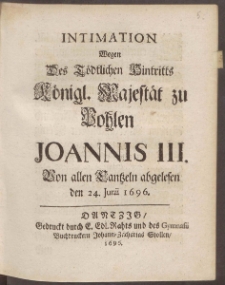 INTIMATION
Wegen
Des Tödtlichen Hintritts
Königl. Majestät zu
Pohlen
JOANNIS III.
Von allen Cantzeln abgelesen
den 24. Junii 1696.
DANTZIG/
Gedruckt durch E. Edl. Rahts und des Gymnasii
Buchdruckern Johann-Zacharias Stollen/
1696.